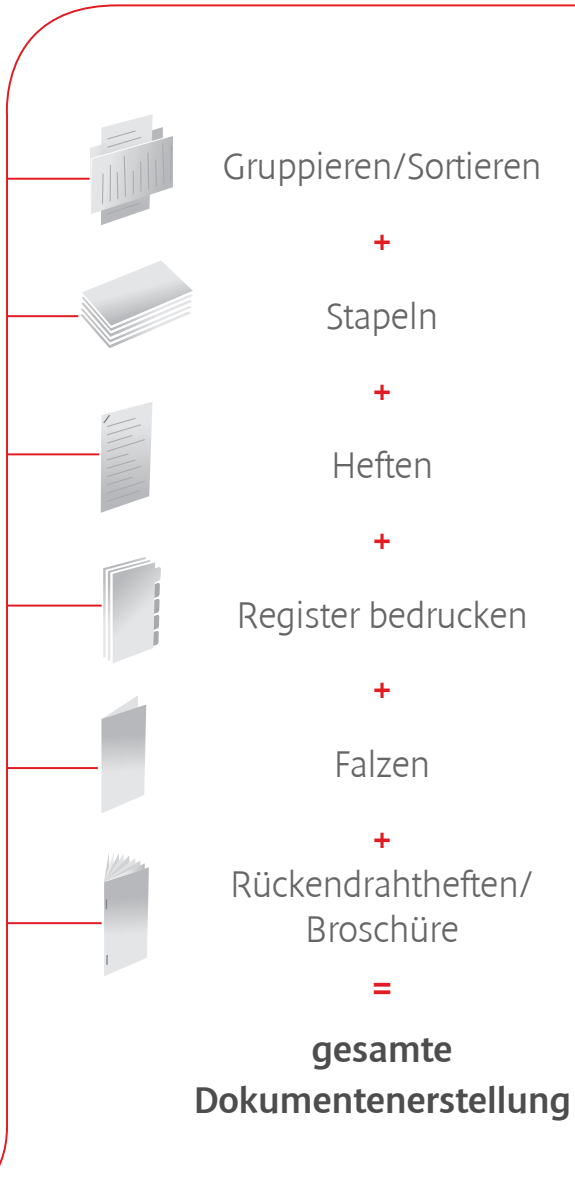 Gruppieren/Sortieren
+
Stapeln
+
Heften
+
Register bedrucken
+
Falzen
+
Rückendrahtheften/
Broschüre
=
gesamte
Dokumentenerstellung